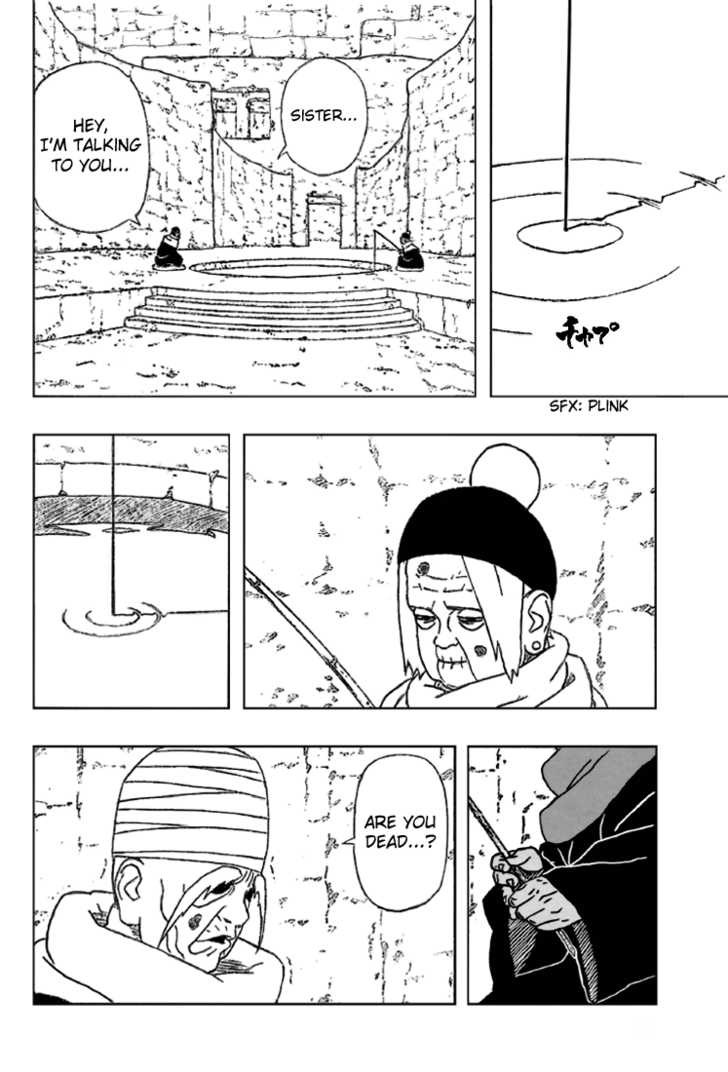 チャプ
SFX: PLINK
SISTER...
HEY,
I'M TALKING
TO YOU...
ARE YOU
DEAD...?